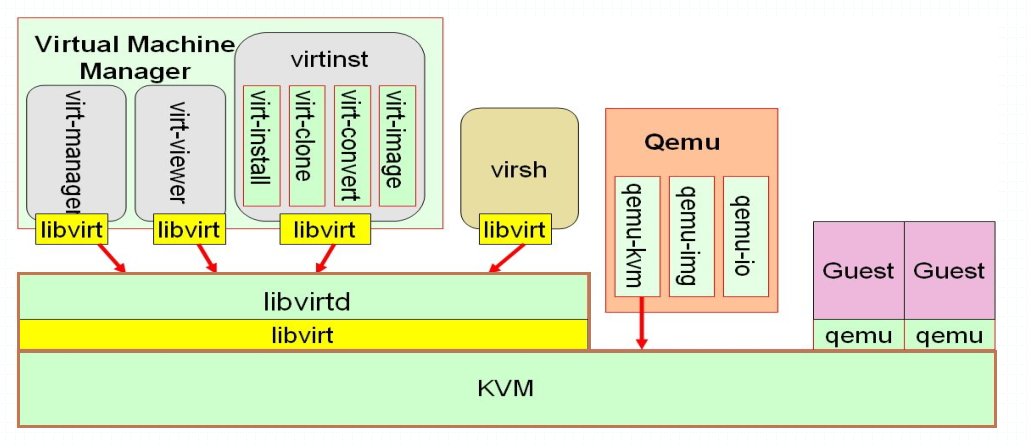 Virtual Machine
Manager
virt-manager
virt-viewer
virtinst
virt-install
virt-clone
virt-convert
virt-image
libvirt
libvirt
libvirt
virsh
libvirt
Qemu
qemu-kvm
qemu-img
qemu-io
Guest
Guest
qemu
qemu
libvirtd
libvirt
KVM